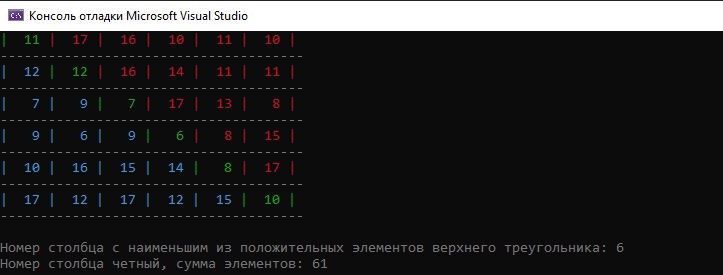 Консоль отладки Microsoft Visual Studio
| 11 | 17 | 16 | 10 | 11 | 10 |
------------------------------------
| 12 | 12 | 16 | 14 | 11 | 11 |
------------------------------------
| 7 | 9 | 7 | 17 | 13 | 8 |
------------------------------------
| 9 | 6 | 9 | 6 | 8 | 15 |
------------------------------------
| 10 | 16 | 15 | 14 | 8 | 17 |
------------------------------------
| 17 | 12 | 17 | 12 | 15 | 10 |
------------------------------------
Номер столбца с наименьшим из положительных элементов верхнего треугольника: 6
Номер столбца четный, сумма элементов: 61